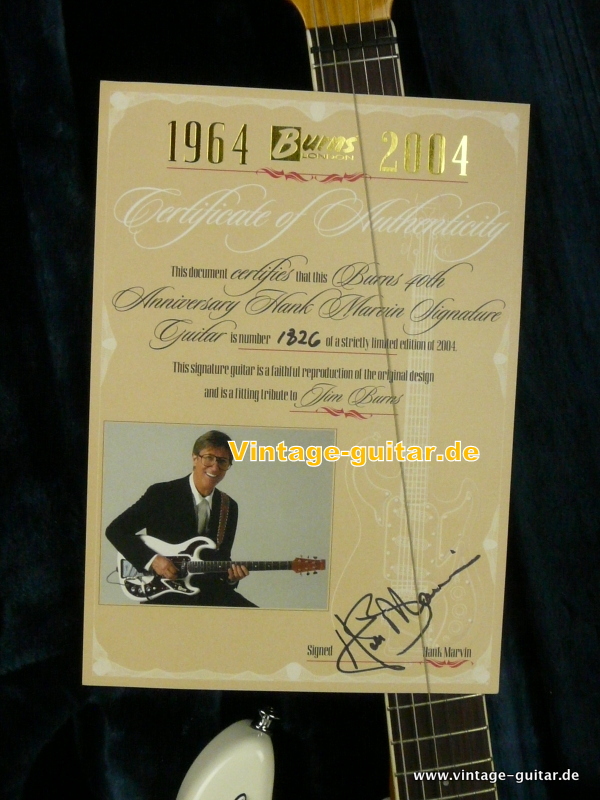 1964 Burns LONDON 2004
Certificate of Authenticity
This document certifies that this Burns 40th
Anniversary Hank Marvin Signature
Guitar is number 1326 of a strictly limited edition of 2004.
This signature guitar is a faithful reproduction of the original design
and is a fitting tribute to Jim Burns
Vintage-guitar.de
Signed Hank Marvin
www.vintage-guitar.de